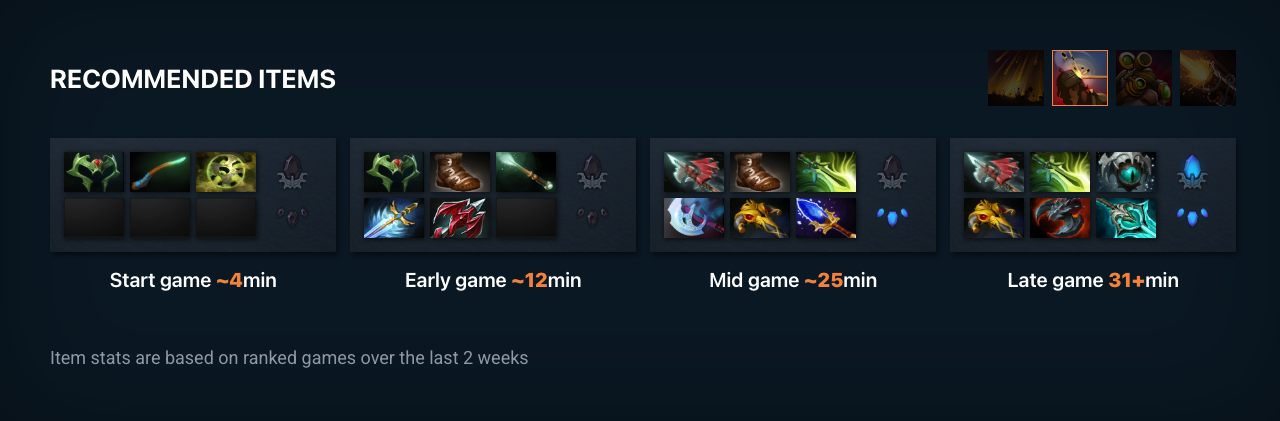 RECOMMENDED ITEMS
Start game ~4min
Early game ~12min
Mid game ~25min
Late game 31+min
Item stats are based on ranked games over the last 2 weeks